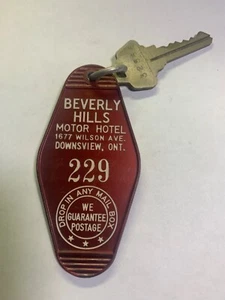 BEVERLY
HILLS
MOTOR HOTEL
1677 WILSON AVE.
DOWNSVIEW, ONT.
229
DROP IN ANY MAIL BOX
WE
GUARANTEE
POSTAGE